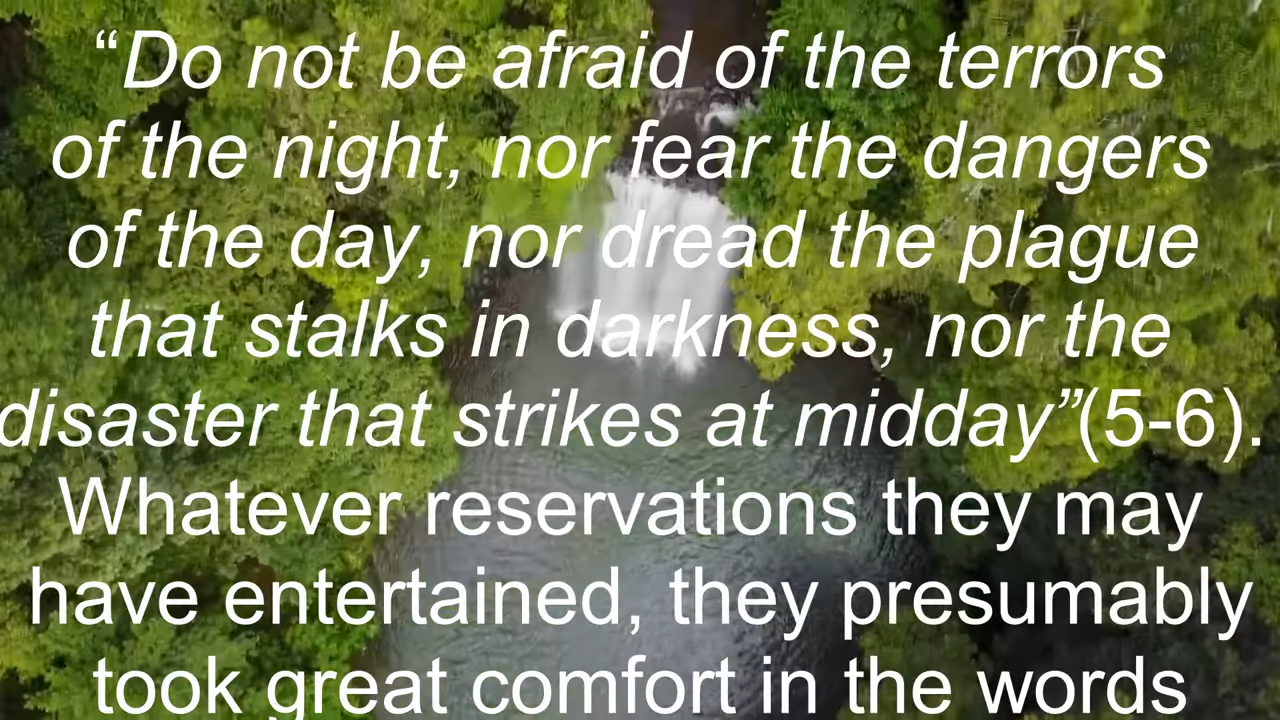 “Do not be afraid of the terrors
of the night, nor fear the dangers
of the day, nor dread the plague
that stalks in darkness, nor the
disaster that strikes at midday”(5-6).
Whatever reservations they may
have entertained, they presumably
took great comfort in the words